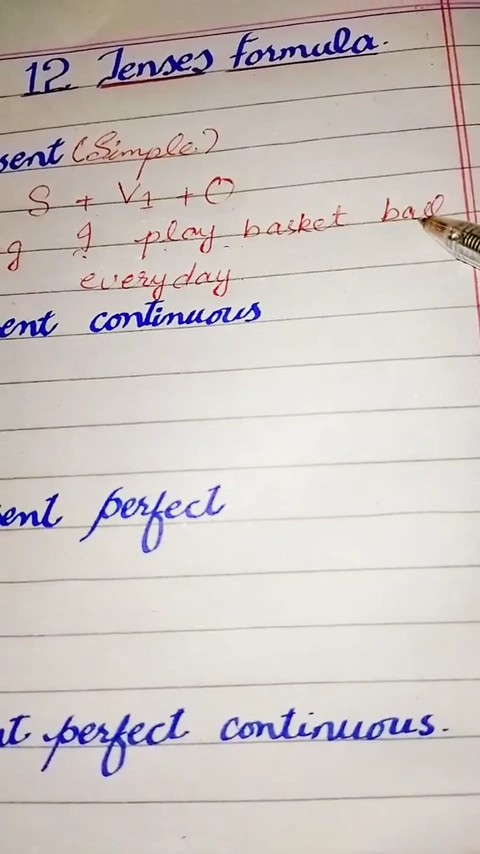 12 Tenses formula.
sent (Simple)
S + V1 + O
g I play basket ball
everyday
ent continuous
ent perfect
t perfect continuous.